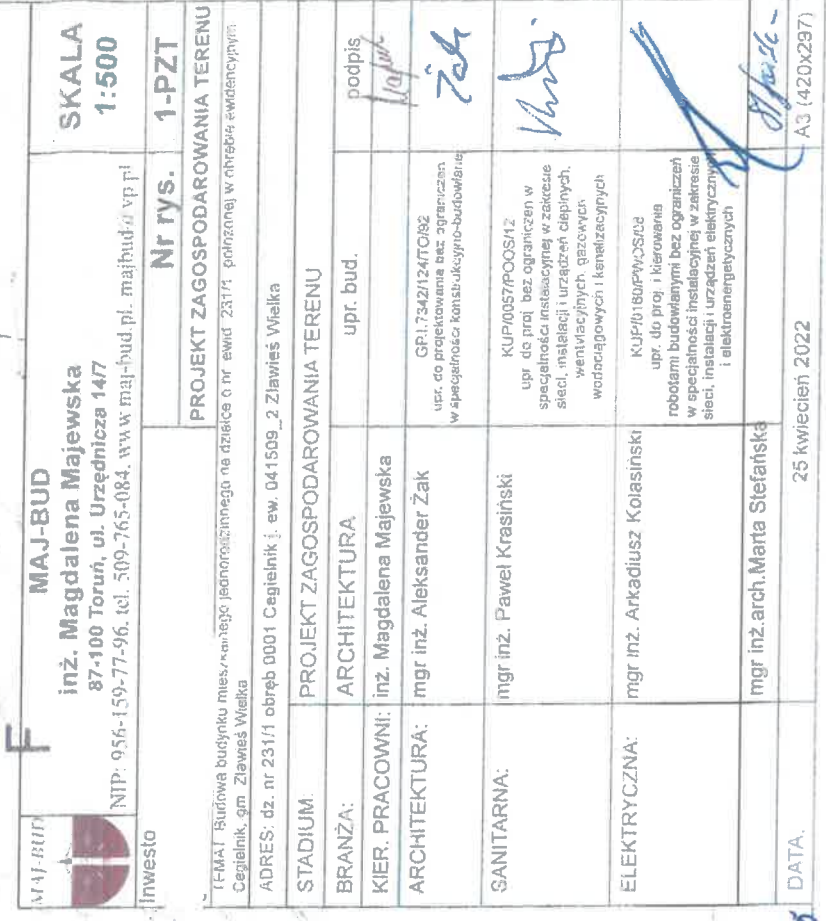 F
MAJ-BUD
MAJ-BUD
inż. Magdalena Majewska
87-100 Toruń, ul. Urzędnicza 14/7
NIP: 956-159-77-96, tel. 509-765-084, www maj-bud.pl, majbud@vp.pl
SKALA
1:500
Inwesto
Nr rys.
1-PZT
PROJEKT ZAGOSPODAROWANIA TERENU
TEMAT Budowa budynku mieszkalnego jednorodzinnego na działce o nr ewid 231/1 położonej w obrębie ewidencyjnym
Cegielnik, gm Zławieś Wielka
ADRES: dz. nr 231/1 obręb 0001 Cegielnik j. ew. 041509_2 Zławieś Wielka
STADIUM: PROJEKT ZAGOSPODAROWANIA TERENU
BRANŻA: ARCHITEKTURA upr. bud. podpis
KIER. PRACOWNI: inż. Magdalena Majewska
ARCHITEKTURA: mgr inż. Aleksander Żak
GP.I.7342/124/TO/92
upr. do projektowania bez ograniczen
w specjalności konstrukcyjno-budowlanej
SANITARNA: mgr inż. Paweł Krasiński
KUP/0057/POOS/12
upr do proj bez ograniczen w
specjalności instalacyjnej w zakresie
sieci, instalacji i urządzeń cieplnych,
wentylacyjnych, gazowych
wodociągowych i kanalizacyjnych
ELEKTRYCZNA: mgr inż. Arkadiusz Kolasiński
upr. do proj. i kierowania
robotami budowlanymi bez ograniczeń
w specjalności instalacyjnej w zakresie
sieci, instalacji i urządzeń elektrycznych
i elektroenergetycznych
mgr inż.arch.Marta Stefańska
DATA. 25 kwiecień 2022 A3 (420x297)